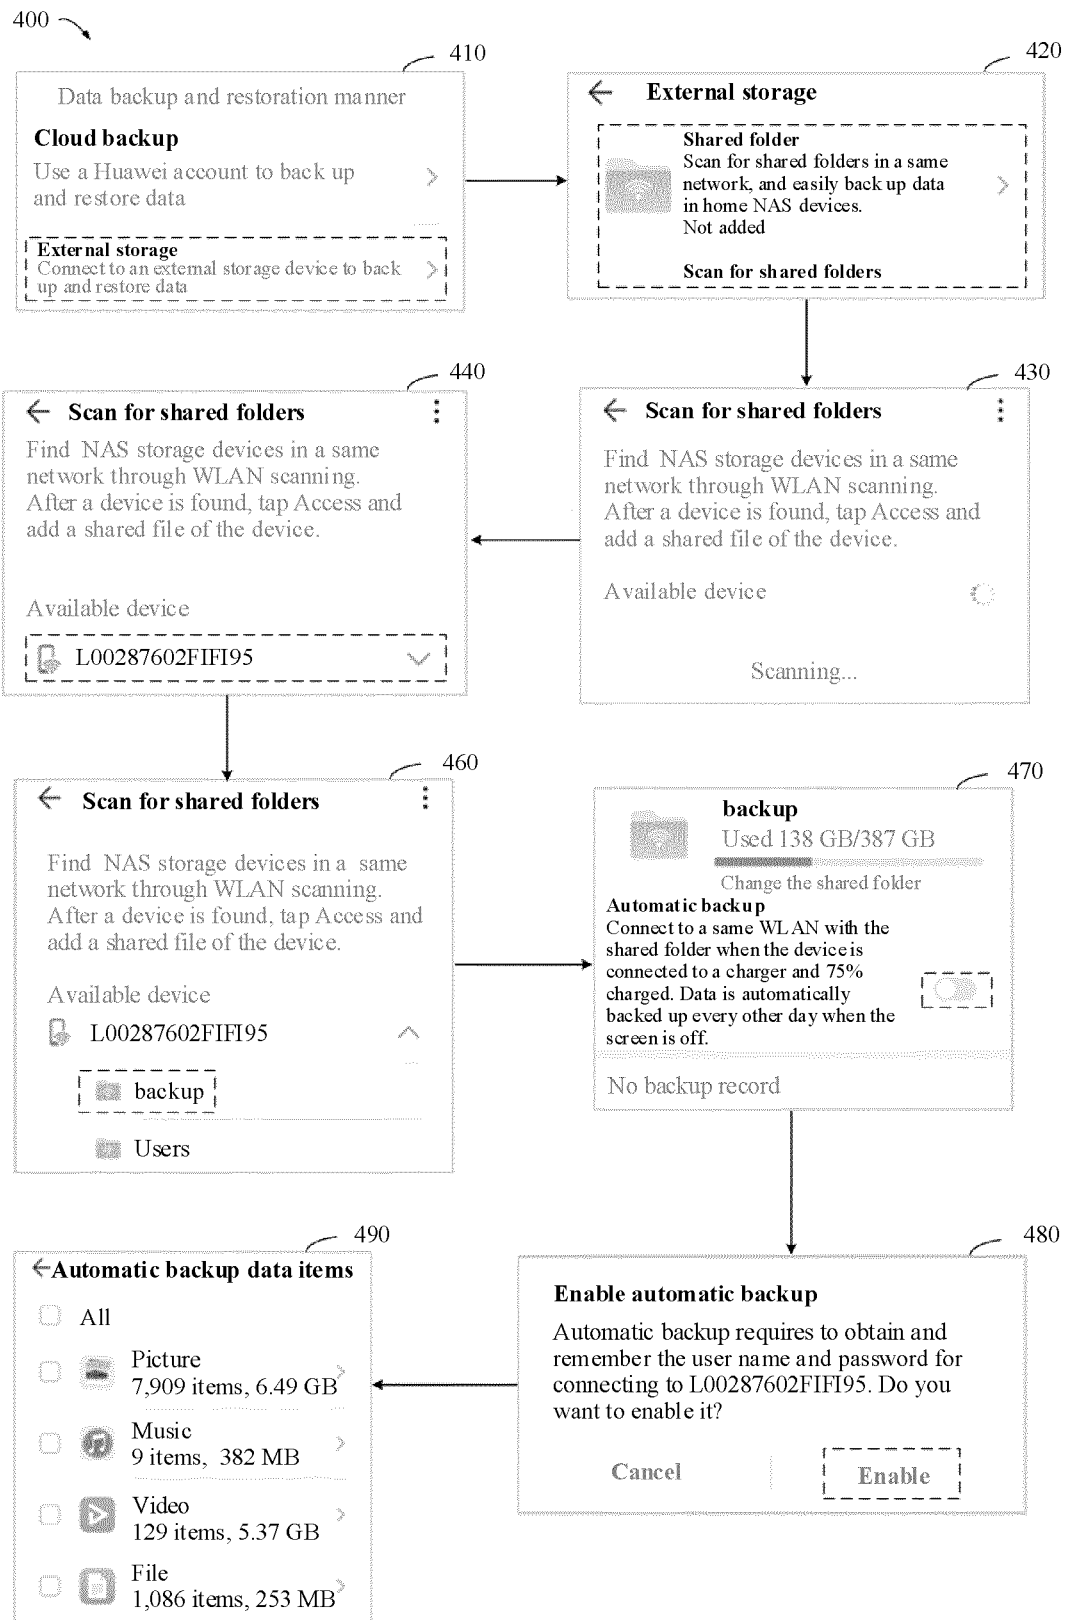 400
410
Data backup and restoration manner
Cloud backup
Use a Huawei account to back up
and restore data
External storage
Connect to an external storage device to back
up and restore data
420
External storage
Shared folder
Scan for shared folders in a same
network, and easily back up data
in home NAS devices.
Not added
Scan for shared folders
430
Scan for shared folders
Find NAS storage devices in a same
network through WLAN scanning.
After a device is found, tap Access and
add a shared file of the device.
Available device
Scanning...
440
Scan for shared folders
Find NAS storage devices in a same
network through WLAN scanning.
After a device is found, tap Access and
add a shared file of the device.
Available device
L00287602FIFI95
460
Scan for shared folders
Find NAS storage devices in a same
network through WLAN scanning.
After a device is found, tap Access and
add a shared file of the device.
Available device
L00287602FIFI95
backup
Users
470
backup
Used 138 GB/387 GB
Change the shared folder
Automatic backup
Connect to a same WLAN with the
shared folder when the device is
connected to a charger and 75%
charged. Data is automatically
backed up every other day when the
screen is off.
No backup record
480
Enable automatic backup
Automatic backup requires to obtain and
remember the user name and password for
connecting to L00287602FIFI95. Do you
want to enable it?
Cancel
Enable
490
Automatic backup data items
All
Picture
7,909 items, 6.49 GB
Music
9 items, 382 MB
Video
129 items, 5.37 GB
File
1,086 items, 253 MB